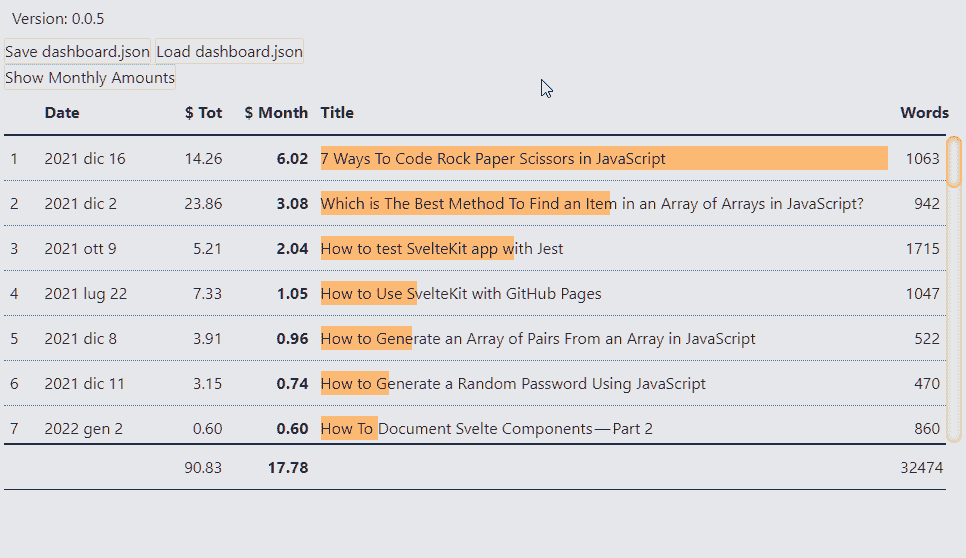 Version: 0.0.5
Save dashboard.json Load dashboard.json
Show Monthly Amounts
Date $ Tot $ Month Title Words
1 2021 dic 16 14.26 6.02 7 Ways To Code Rock Paper Scissors in JavaScript 1063
2 2021 dic 2 23.86 3.08 Which is The Best Method To Find an Item in an Array of Arrays in JavaScript? 942
3 2021 ott 9 5.21 2.04 How to test SvelteKit app with Jest 1715
4 2021 lug 22 7.33 1.05 How to Use SvelteKit with GitHub Pages 1047
5 2021 dic 8 3.91 0.96 How to Generate an Array of Pairs From an Array in JavaScript 522
6 2021 dic 11 3.15 0.74 How to Generate a Random Password Using JavaScript 470
7 2022 gen 2 0.60 0.60 How To Document Svelte Components — Part 2 860
90.83 17.78 32474